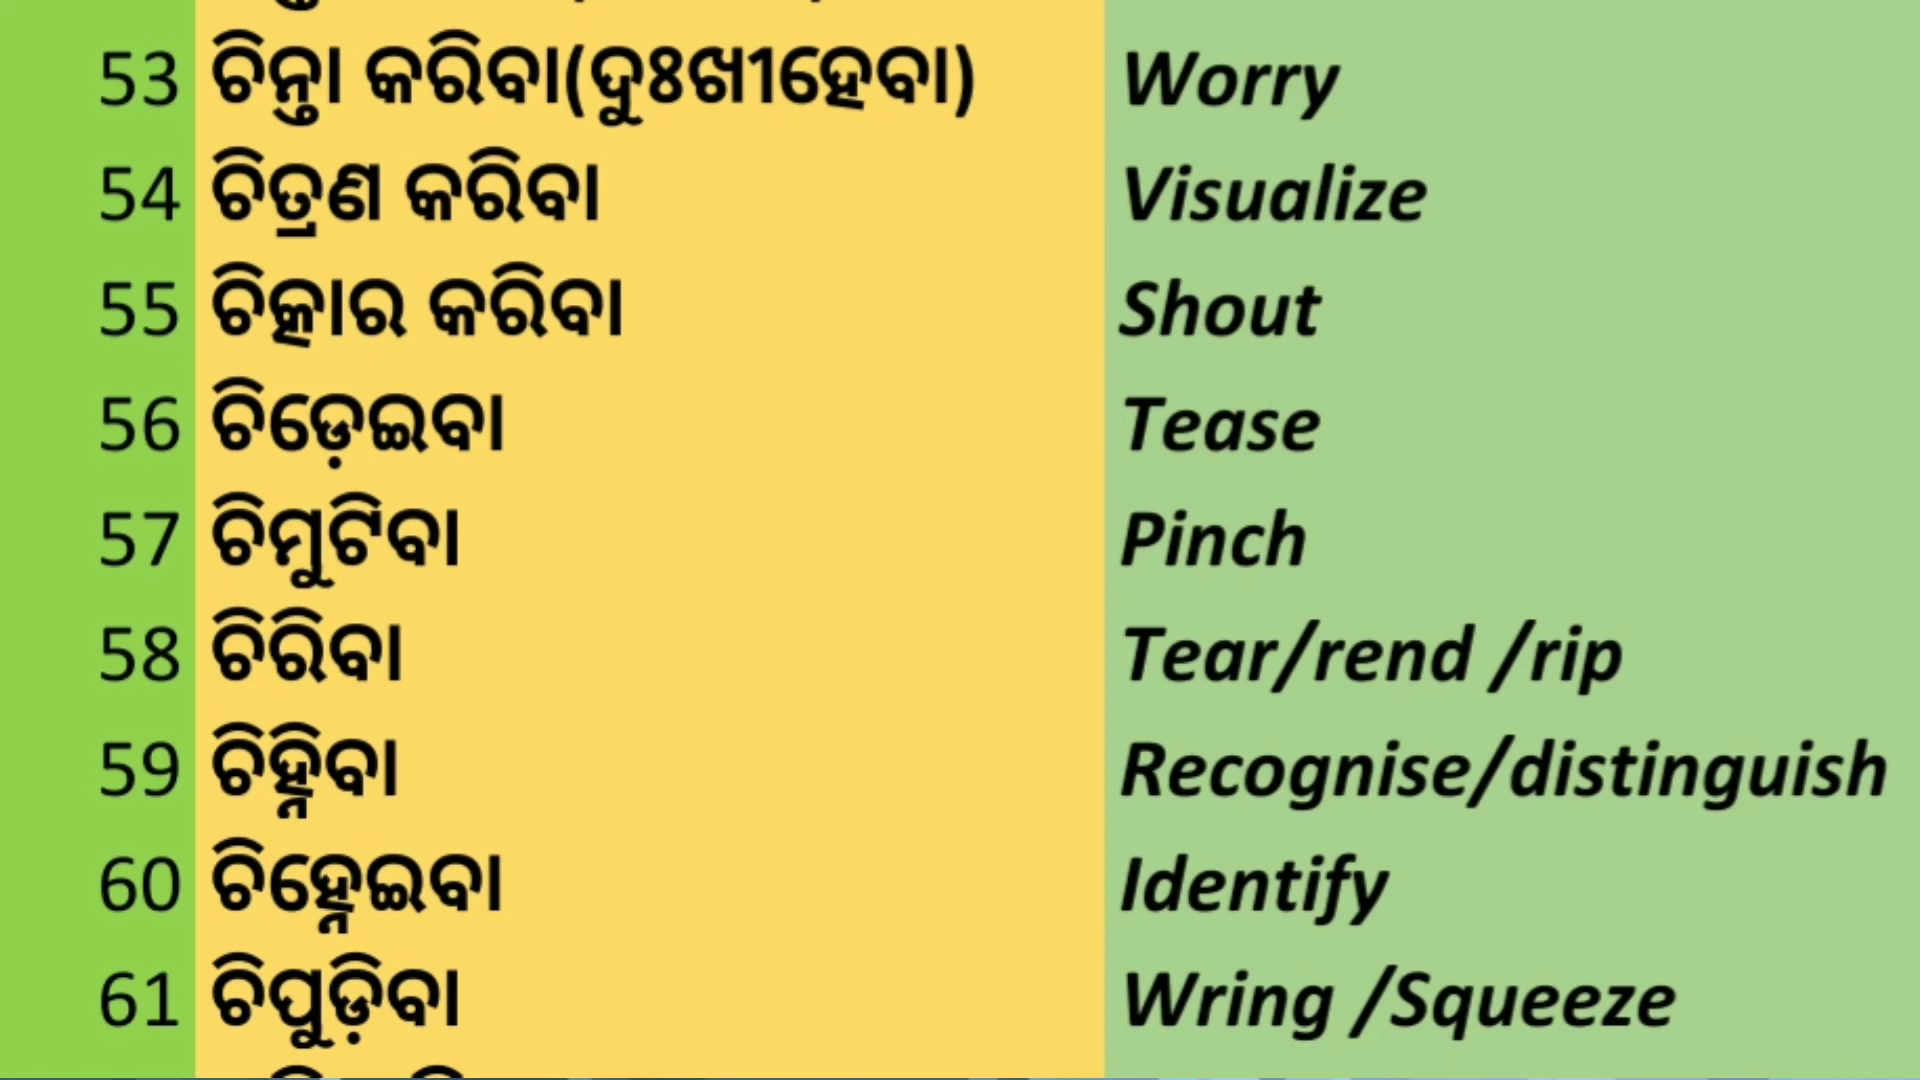 53 ଚିନ୍ତା କରିବା(ଦୁଃଖୀହେବା) Worry
54 ଚିତ୍ରଣ କରିବା Visualize
55 ଚିତ୍କାର କରିବା Shout
56 ଚିଡ଼େଇବା Tease
57 ଚିମୁଟିବା Pinch
58 ଚିରିବା Tear/rend /rip
59 ଚିହ୍ନିବା Recognise/distinguish
60 ଚିହ୍ନେଇବା Identify
61 ଚିପୁଡ଼ିବା Wring /Squeeze